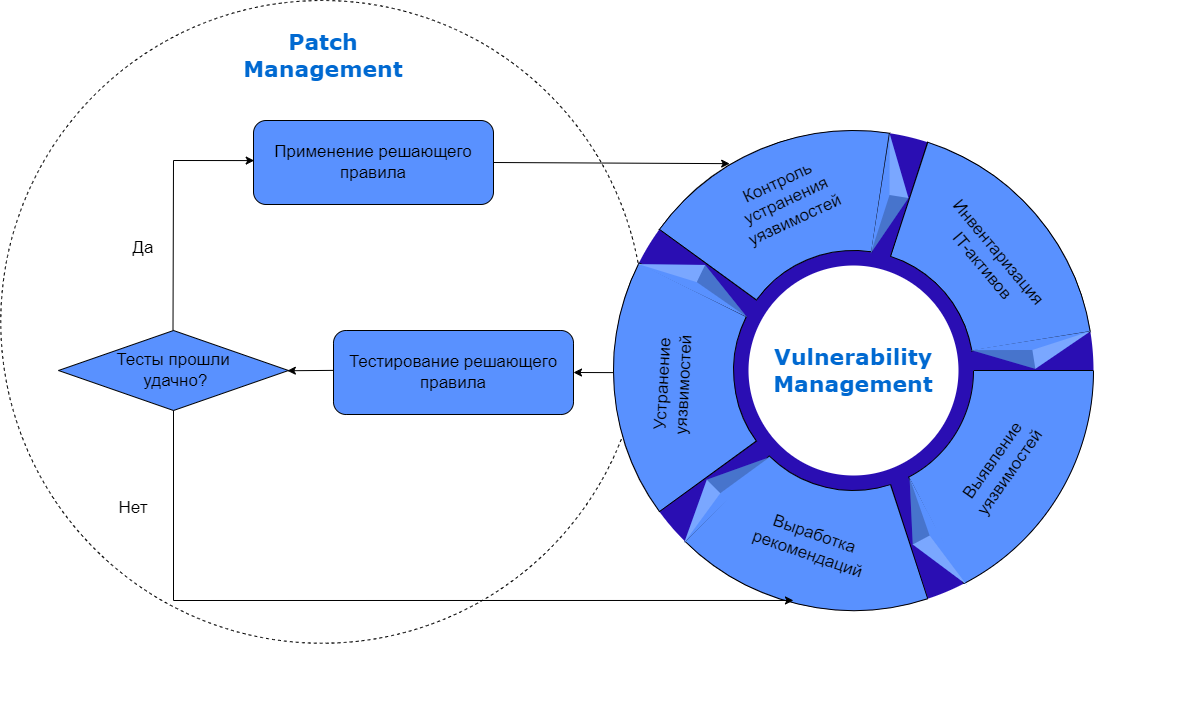 Patch
Management
Применение решающего
правила
Да
Тесты прошли
удачно?
Тестирование решающего
правила
Нет
Контроль
устранения
уязвимостей
Инвентаризация
IT-активов
Выявление
уязвимостей
Выработка
рекомендаций
Устранение
уязвимостей
Vulnerability
Management